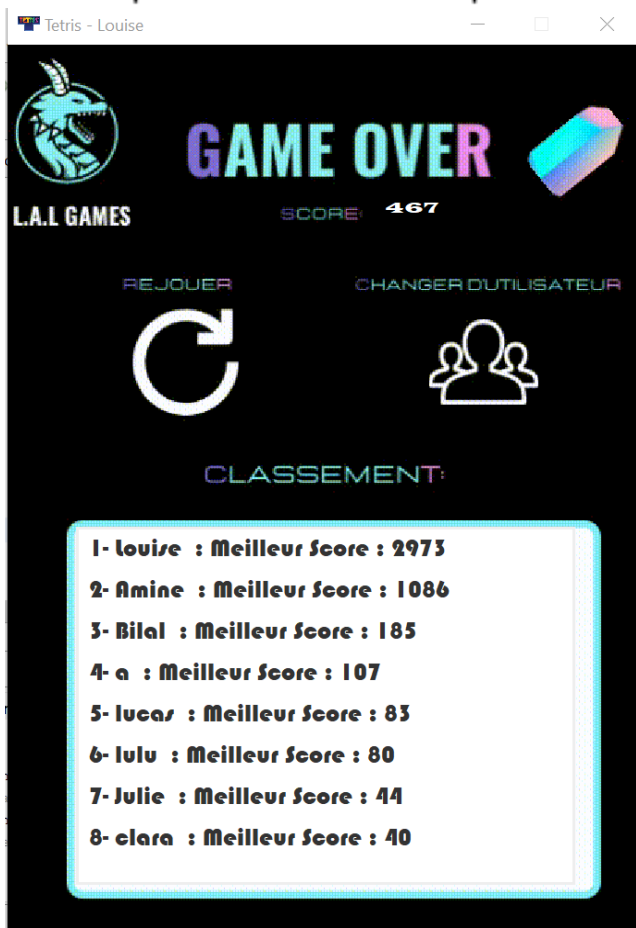 Tetris - Louise
GAME OVER
L.A.L GAMES
SCORE: 467
REJOUER
CHANGER D'UTILISATEUR
CLASSEMENT:
1- Louise : Meilleur Score : 2973
2- Amine : Meilleur Score : 1086
3- Bilal : Meilleur Score : 185
4- a : Meilleur Score : 107
5- lucas : Meilleur Score : 83
6- lulu : Meilleur Score : 80
7- Julie : Meilleur Score : 44
8- clara : Meilleur Score : 40